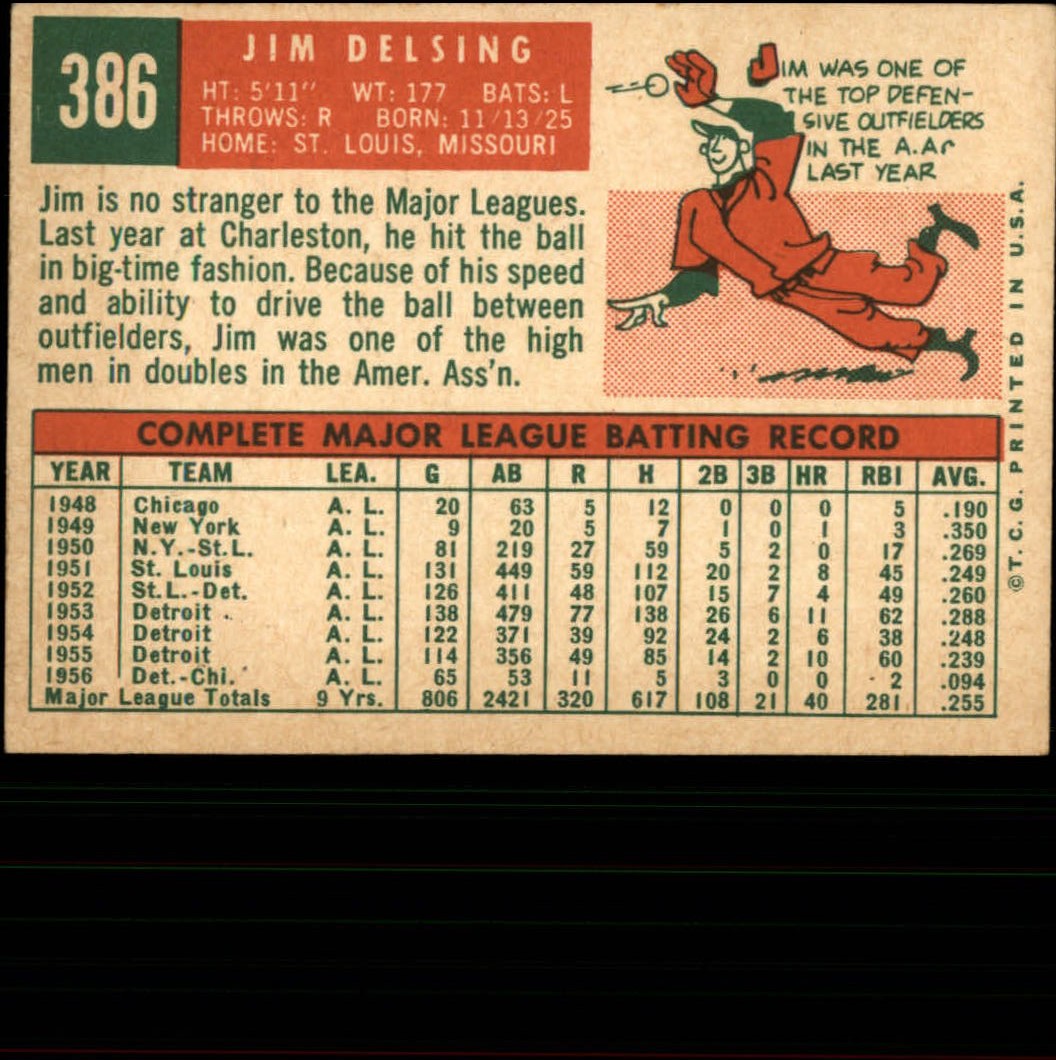 386
JIM DELSING
HT: 5'11" WT: 177 BATS: L
THROWS: R BORN: 11/13/25
HOME: ST. LOUIS, MISSOURI
Jim is no stranger to the Major Leagues.
Last year at Charleston, he hit the ball
in big-time fashion. Because of his speed
and ability to drive the ball between
outfielders, Jim was one of the high
men in doubles in the Amer. Ass'n.
JIM WAS ONE OF
THE TOP DEFEN-
SIVE OUTFIELDERS
IN THE A.A.
LAST YEAR
COMPLETE MAJOR LEAGUE BATTING RECORD
YEAR TEAM LEA. G AB R H 2B 3B HR RBI AVG.
1948 Chicago A. L. 20 63 5 12 0 0 0 5 .190
1949 New York A. L. 9 20 5 7 1 0 1 3 .350
1950 N.Y.-St.L. A. L. 81 219 27 59 5 2 0 17 .269
1951 St. Louis A. L. 131 449 59 112 20 2 8 45 .249
1952 St.L.-Det. A. L. 126 411 48 107 15 7 4 49 .260
1953 Detroit A. L. 138 479 77 138 26 6 11 62 .288
1954 Detroit A. L. 122 371 39 92 24 2 6 38 .248
1955 Detroit A. L. 114 356 49 85 14 2 10 60 .239
1956 Det.-Chi. A. L. 65 53 11 5 3 0 0 2 .094
Major League Totals 9 Yrs. 806 2421 320 617 108 21 40 281 .255
©T. C. G. PRINTED IN U.S.A.